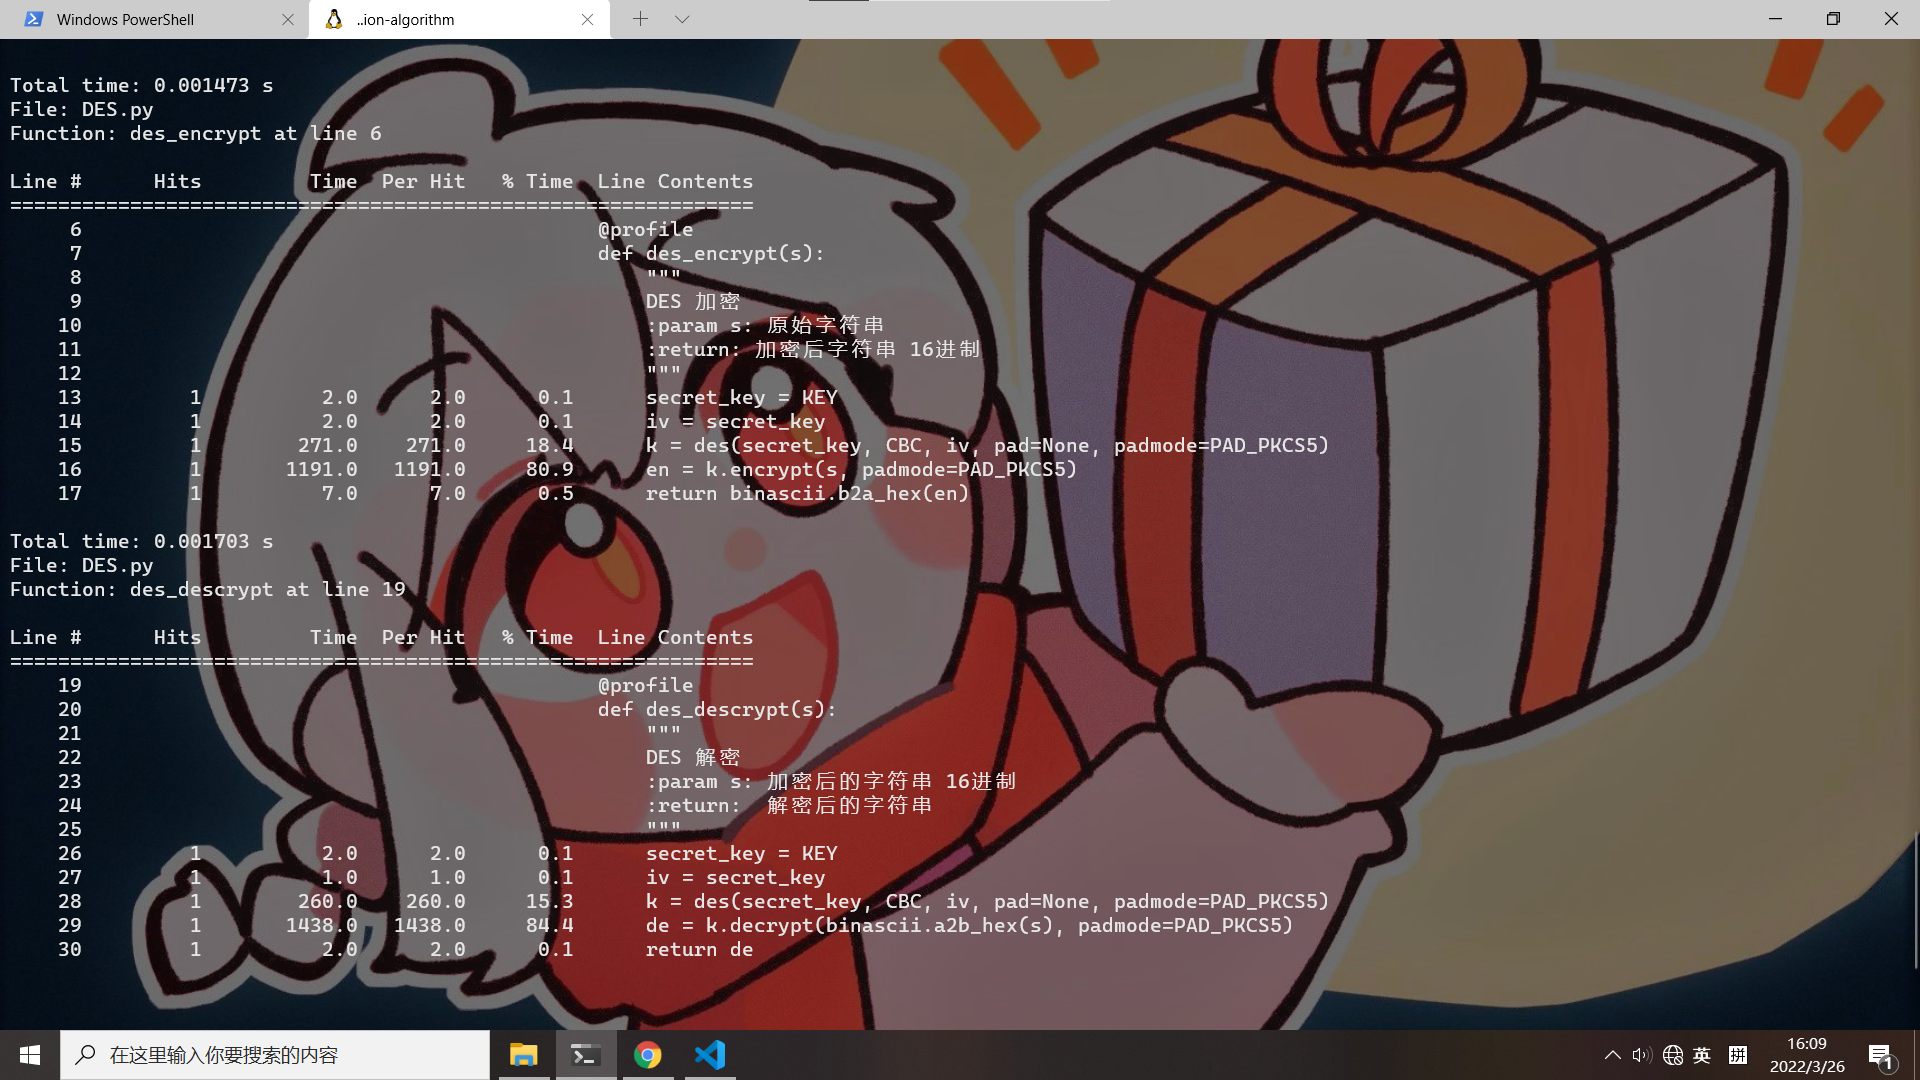 Windows PowerShell
..ion-algorithm
Total time: 0.001473 s
File: DES.py
Function: des_encrypt at line 6
Line #      Hits         Time  Per Hit   % Time  Line Contents
==============================================================
     6                                           @profile
     7                                           def des_encrypt(s):
     8                                               """
     9                                               DES 加密
    10                                               :param s: 原始字符串
    11                                               :return: 加密后字符串 16进制
    12                                               """
    13         1          2.0      2.0      0.1      secret_key = KEY
    14         1          2.0      2.0      0.1      iv = secret_key
    15         1        271.0    271.0     18.4      k = des(secret_key, CBC, iv, pad=None, padmode=PAD_PKCS5)
    16         1       1191.0   1191.0     80.9      en = k.encrypt(s, padmode=PAD_PKCS5)
    17         1          7.0      7.0      0.5      return binascii.b2a_hex(en)
Total time: 0.001703 s
File: DES.py
Function: des_descrypt at line 19
Line #      Hits         Time  Per Hit   % Time  Line Contents
==============================================================
    19                                           @profile
    20                                           def des_descrypt(s):
    21                                               """
    22                                               DES 解密
    23                                               :param s: 加密后的字符串 16进制
    24                                               :return:  解密后的字符串
    25                                               """
    26         1          2.0      2.0      0.1      secret_key = KEY
    27         1          1.0      1.0      0.1      iv = secret_key
    28         1        260.0    260.0     15.3      k = des(secret_key, CBC, iv, pad=None, padmode=PAD_PKCS5)
    29         1       1438.0   1438.0     84.4      de = k.decrypt(binascii.a2b_hex(s), padmode=PAD_PKCS5)
    30         1          2.0      2.0      0.1      return de
在这里输入你要搜索的内容
英
拼
16:09
2022/3/26
1